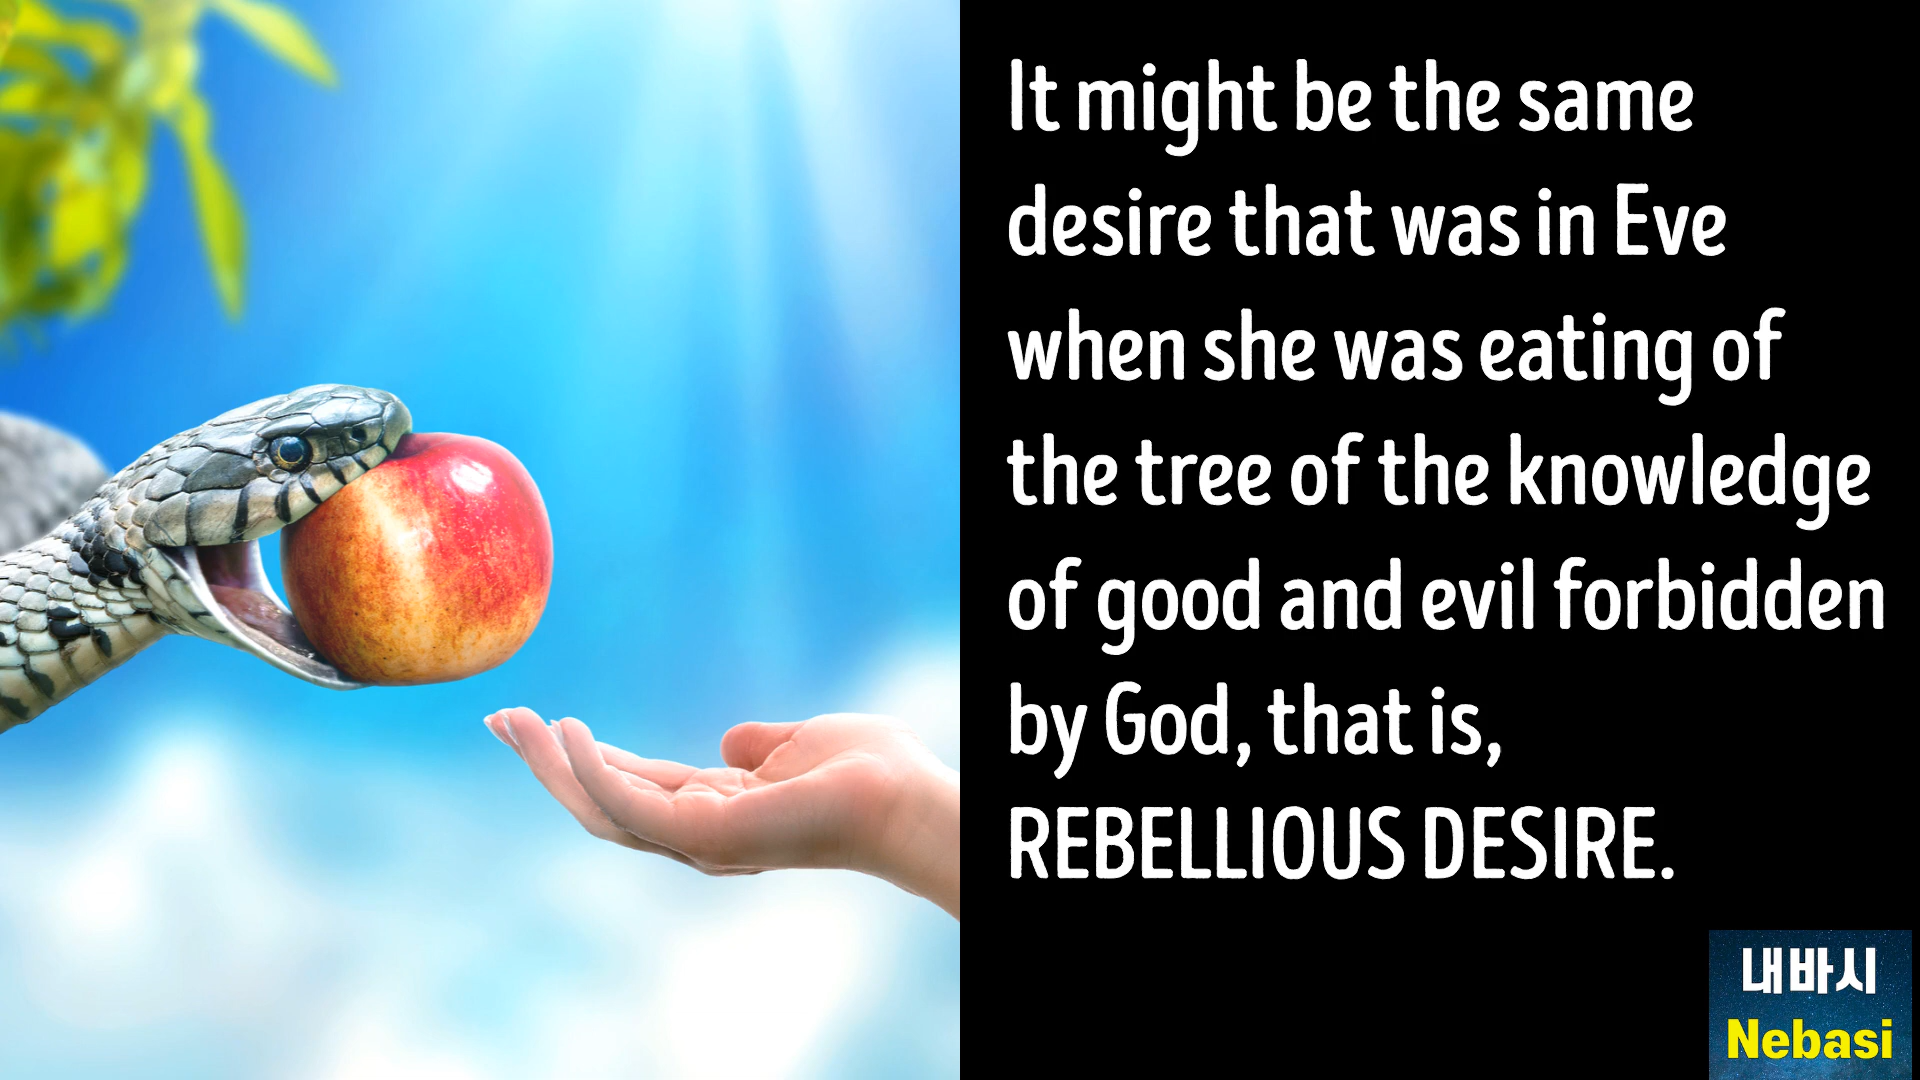 It might be the same
desire that was in Eve
when she was eating of
the tree of the knowledge
of good and evil forbidden
by God, that is,
REBELLIOUS DESIRE.
내바시
Nebasi